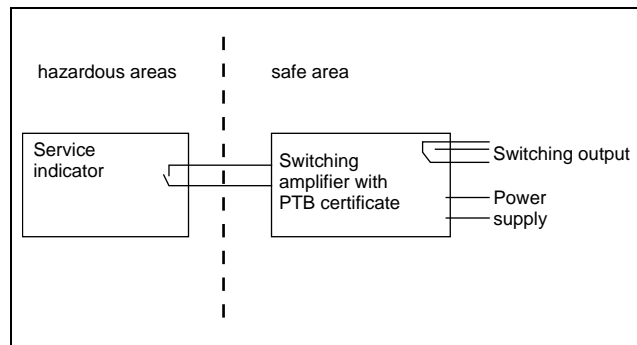 hazardous areas
safe area
Service
indicator
Switching
amplifier with
PTB certificate
Switching output
Power
supply